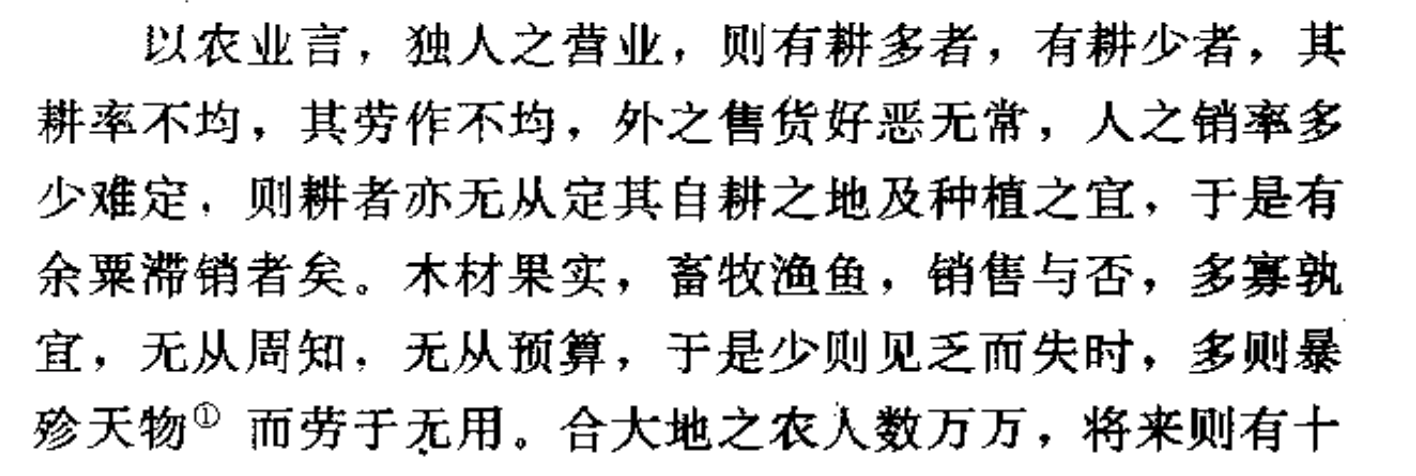 以农业言，独人之营业，则有耕多者，有耕少者，其
耕率不均，其劳作不均，外之售货好恶无常，人之销率多
少难定，则耕者亦无从定其自耕之地及种植之宜，于是有
余粟滞销者矣。木材果实，畜牧渔鱼，销售与否，多寡孰
宜，无从周知，无从预算，于是少则见乏而失时，多则暴
殄天物① 而劳于无用。合大地之农人数万万，将来则有十